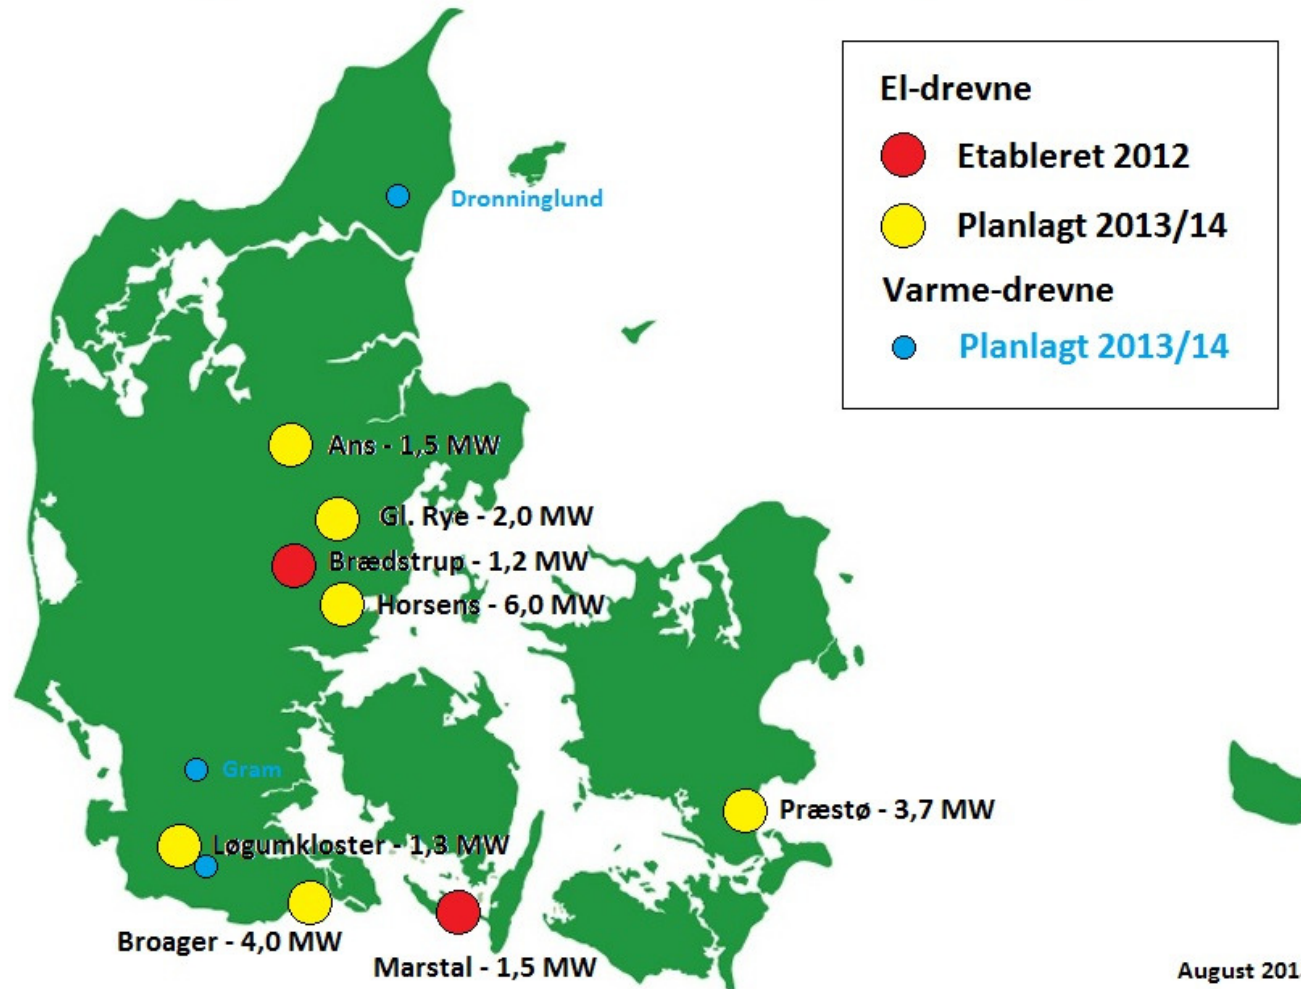 El-drevne
Etableret 2012
Planlagt 2013/14
Varme-drevne
Planlagt 2013/14
Dronninglund
Ans - 1,5 MW
Gl. Rye - 2,0 MW
Brædstrup - 1,2 MW
Horsens - 6,0 MW
Gram
Præstø - 3,7 MW
Løgumkloster - 1,3 MW
Broager - 4,0 MW
Marstal - 1,5 MW
August